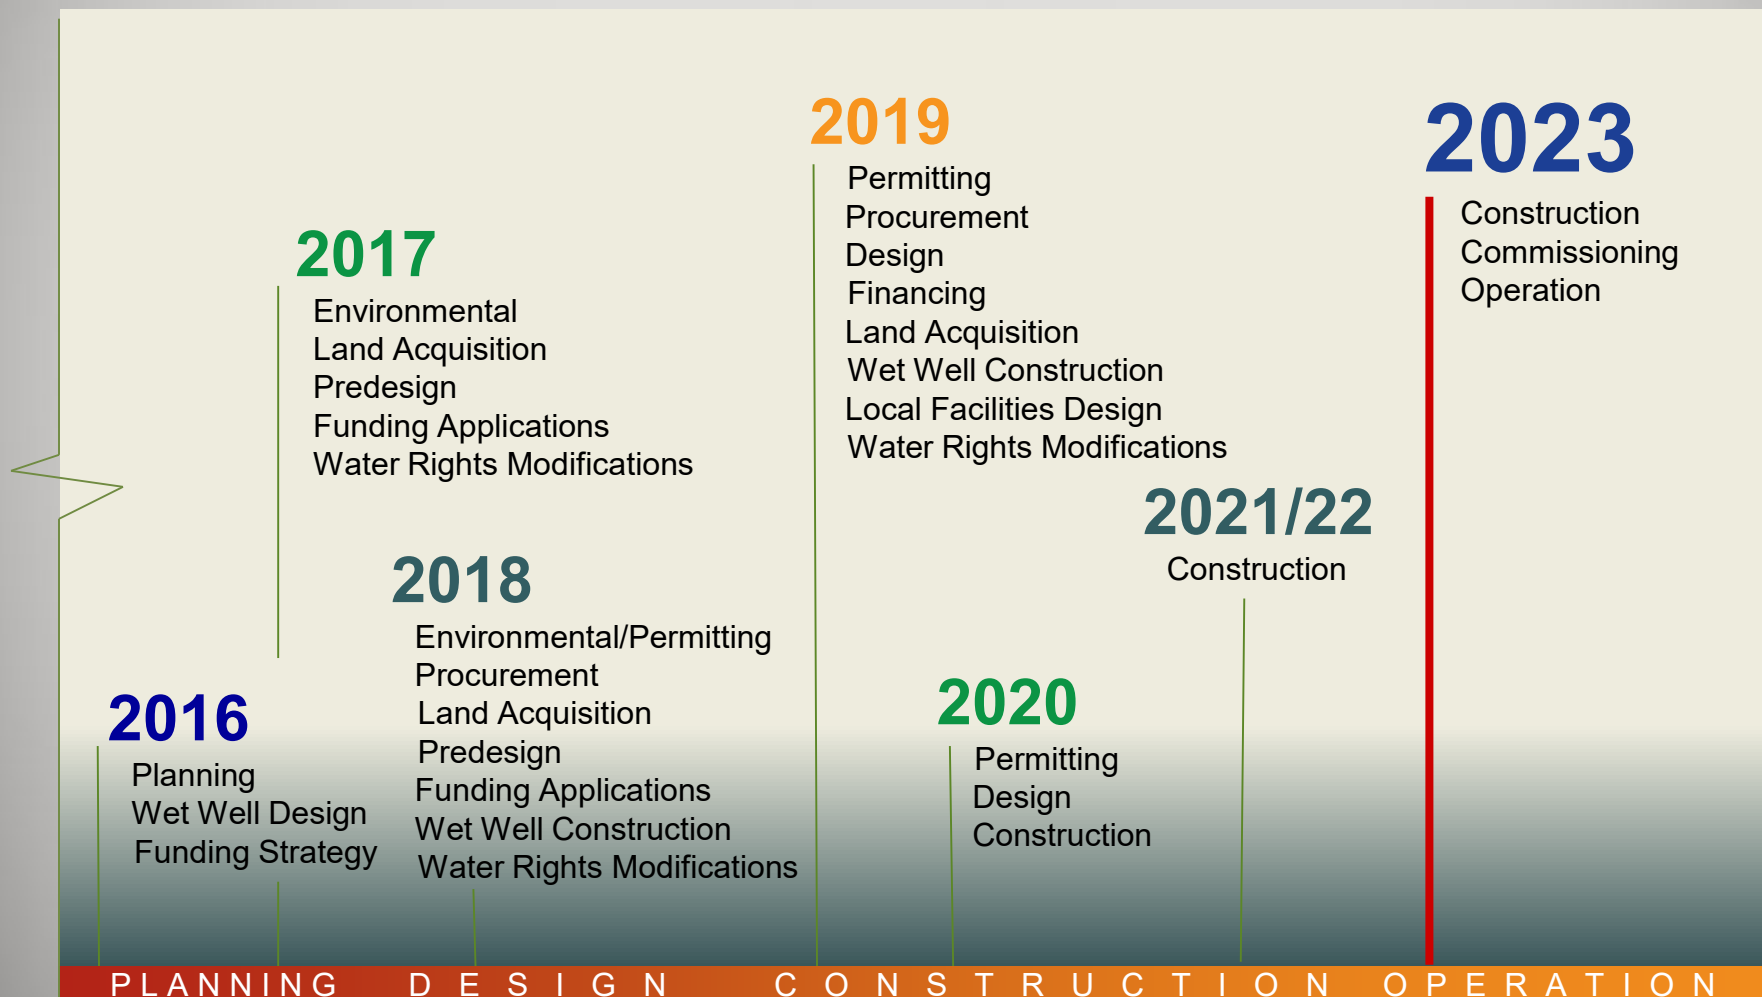 2016
Planning
Wet Well Design
Funding Strategy
2017
Environmental
Land Acquisition
Predesign
Funding Applications
Water Rights Modifications
2018
Environmental/Permitting
Procurement
Land Acquisition
Predesign
Funding Applications
Wet Well Construction
Water Rights Modifications
2019
Permitting
Procurement
Design
Financing
Land Acquisition
Wet Well Construction
Local Facilities Design
Water Rights Modifications
2020
Permitting
Design
Construction
2021/22
Construction
2023
Construction
Commissioning
Operation
PLANNING DESIGN CONSTRUCTION OPERATION